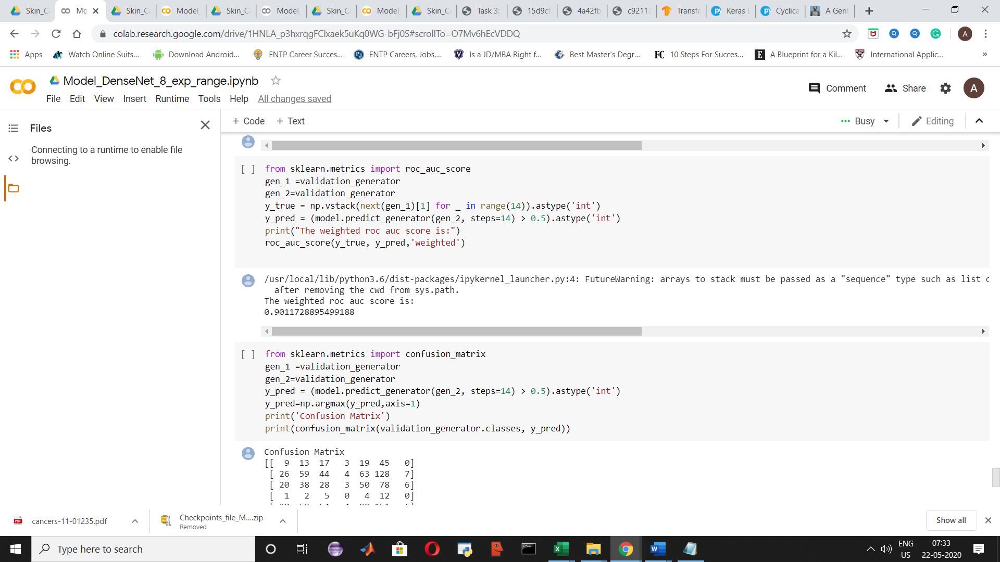 Skin_C
Mo
Skin_C
Model_
Skin_C
Model_
Skin_C
Model_
Skin_C
Task 3:
15d9cf
4a42fb
c92117
Transfe
Keras L
Cyclica
A Gent
colab.research.google.com/drive/1HNLA_p3hxrqgFClxaek5uKq0WG-bFj0S#scrollTo=O7Mv6hEcVDDQ
A
Apps
Watch Online Suits...
Download Android...
ENTP Career Succes...
ENTP Careers, Jobs,...
Is a JD/MBA Right f...
Best Master's Degr...
FC 10 Steps For Succes...
E A Blueprint for a Kil...
International Applic...
»
Model_DenseNet_8_exp_range.ipynb
File Edit View Insert Runtime Tools Help All changes saved
Comment
Share
A
Files
Connecting to a runtime to enable file
browsing.
+ Code + Text
Busy
Editing
[ ] from sklearn.metrics import roc_auc_score
gen_1 =validation_generator
gen_2=validation_generator
y_true = np.vstack(next(gen_1)[1] for _ in range(14)).astype('int')
y_pred = (model.predict_generator(gen_2, steps=14) > 0.5).astype('int')
print("The weighted roc auc score is:")
roc_auc_score(y_true, y_pred,'weighted')
/usr/local/lib/python3.6/dist-packages/ipykernel_launcher.py:4: FutureWarning: arrays to stack must be passed as a "sequence" type such as list
after removing the cwd from sys.path.
The weighted roc auc score is:
0.9011728895499188
[ ] from sklearn.metrics import confusion_matrix
gen_1 =validation_generator
gen_2=validation_generator
y_pred = (model.predict_generator(gen_2, steps=14) > 0.5).astype('int')
y_pred=np.argmax(y_pred,axis=1)
print('Confusion Matrix')
print(confusion_matrix(validation_generator.classes, y_pred))
Confusion Matrix
[[ 9 13 17 3 19 45 0]
[ 26 59 44 4 63 128 7]
[ 20 38 28 3 50 78 6]
[ 1 2 5 0 4 12 0]
PDF cancers-11-01235.pdf
Checkpoints_file_M....zip
Removed
Show all
Type here to search
ENG
US
07:33
22-05-2020